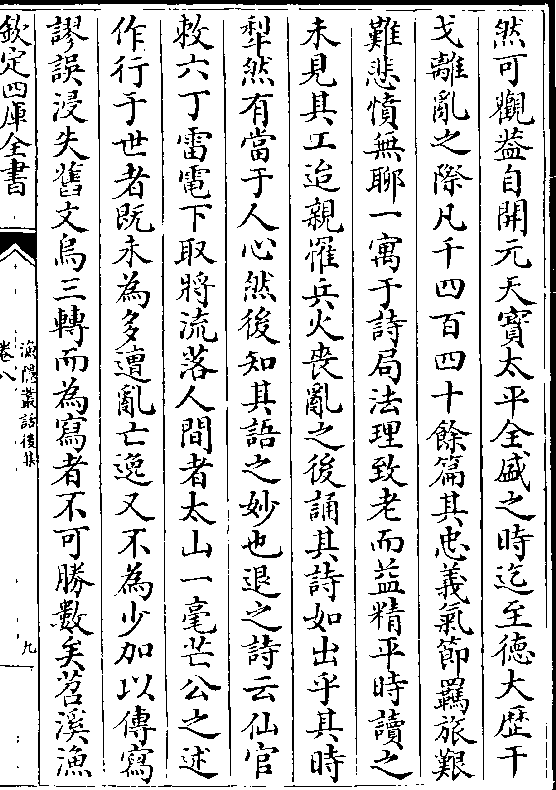 然可觀葢自開元天寳太平全盛之時迄至德大歴干
戈離亂之際凡千四百四十餘篇其忠義氣節羈旅艱
難悲憤無聊一寓于詩局法理致老而益精平時讀之
未見其工迨親罹兵火喪亂之後誦其詩如出乎其時
犁然有當于人心然後知其語之妙也退之詩云仙官
敕六丁雷電下取將流落人間者太山一毫芒公之述
作行于世者既未為多遭亂亡逸又不為少加以傳寫
謬誤浸失舊文烏三轉而為寫者不可勝數矣苕溪漁
欽定四庫全書
漁隠叢話後集
卷八
九